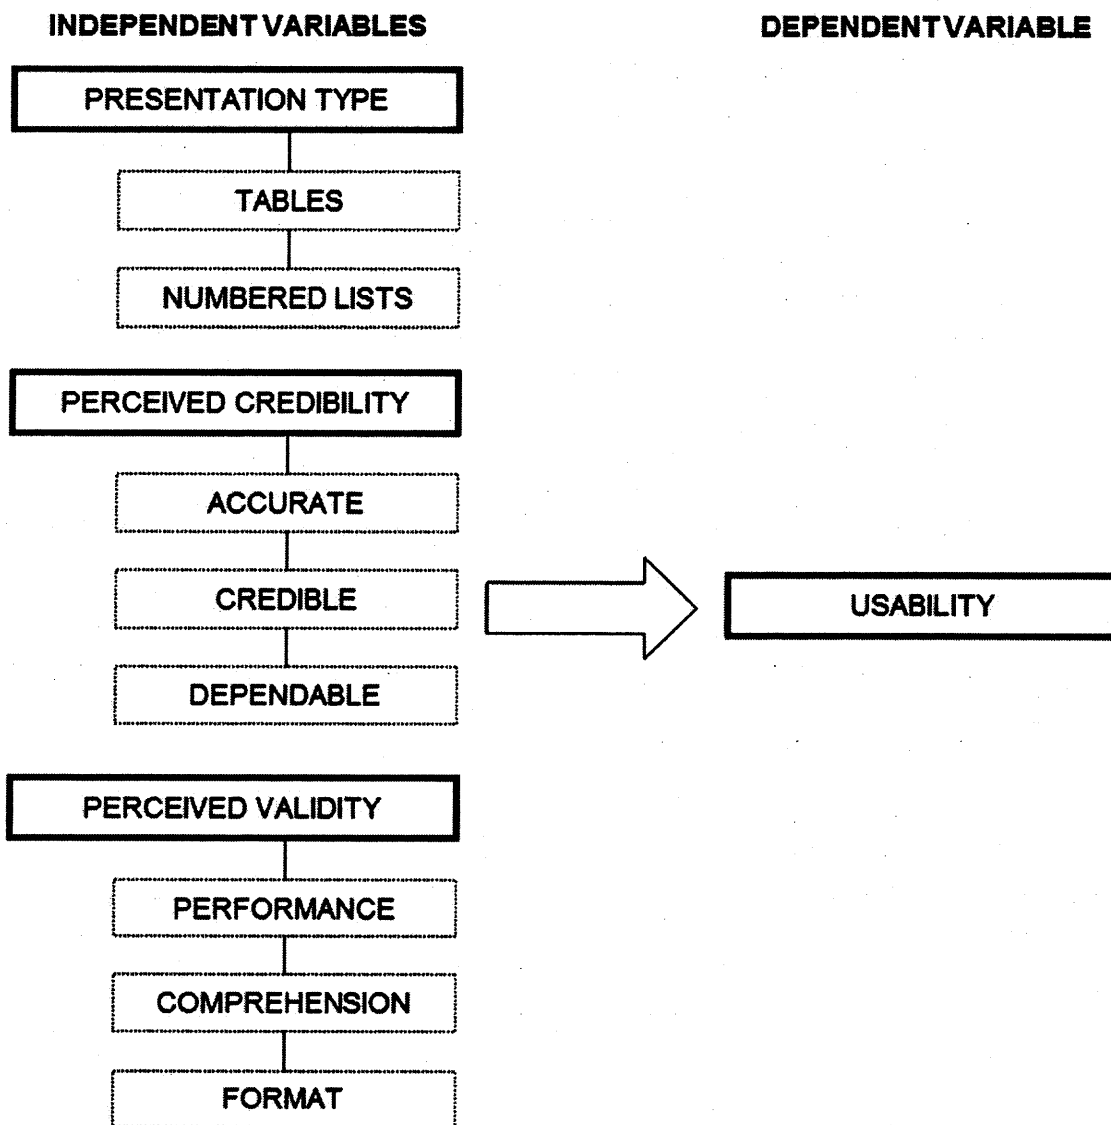 INDEPENDENT VARIABLES
DEPENDENT VARIABLE
PRESENTATION TYPE
TABLES
NUMBERED LISTS
PERCEIVED CREDIBILITY
ACCURATE
CREDIBLE
DEPENDABLE
USABILITY
PERCEIVED VALIDITY
PERFORMANCE
COMPREHENSION
FORMAT